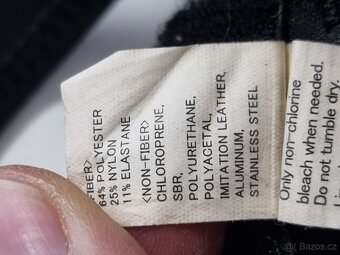 FIBER>
64% POLYESTER
25% NYLON
11% ELASTANE
<NON-FIBER>
CHLOROPRENE,
SBR,
POLYURETHANE,
POLYACETAL,
IMITATION LEATHER,
ALUMINUM,
STAINLESS STEEL
Only non-chlorine
bleach when needed.
Do not tumble dry.
Bazos.cz